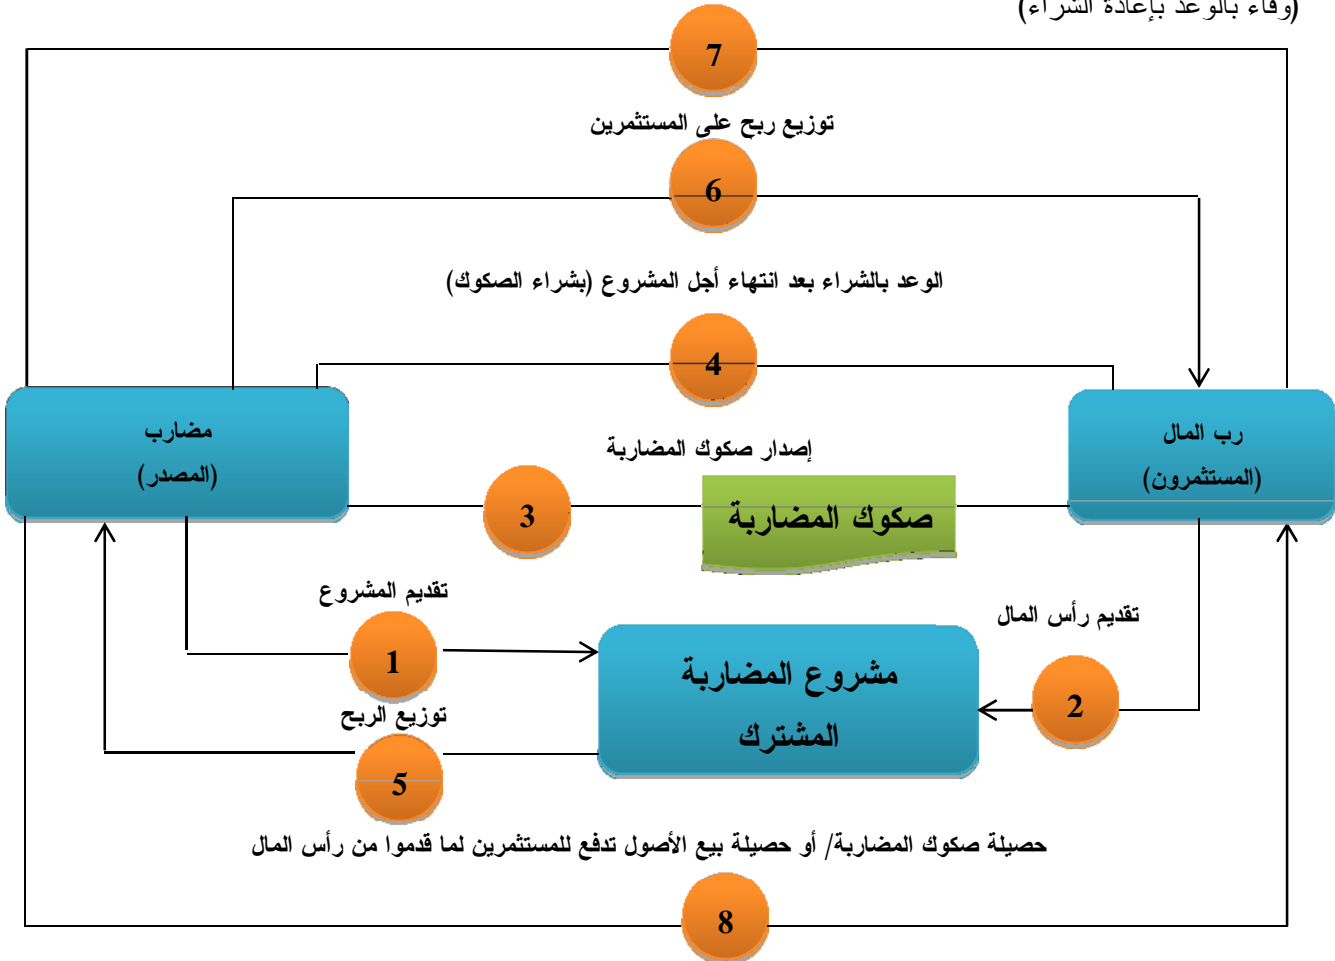 (وفاء بالوعد بإعادة الشراء)
7
توزيع ربح على المستثمرين
6
الوعد بالشراء بعد انتهاء أجل المشروع (بشراء الصكوك)
4
مضارب
(المصدر)
رب المال
(المستثمرون)
إصدار صكوك المضاربة
3
صكوك المضاربة
تقديم المشروع
1
تقديم رأس المال
2
مشروع المضاربة
المشترك
توزيع الربح
5
حصيلة صكوك المضاربة/ أو حصيلة بيع الأصول تدفع للمستثمرين لما قدموا من رأس المال
8